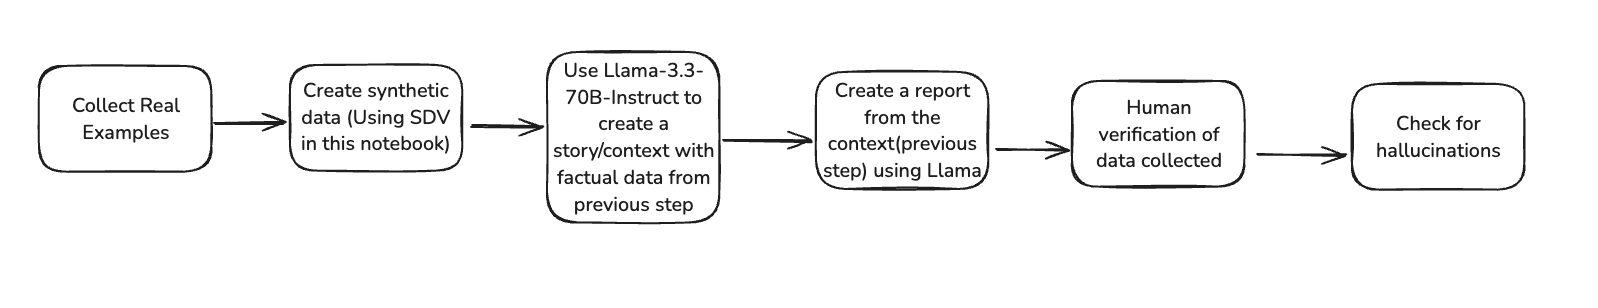 Collect Real
Examples
Create synthetic
data (Using SDV
in this notebook)
Use Llama-3.3-
70B-Instruct to
create a
story/context with
factual data from
previous step
Create a report
from the
context(previous
step) using Llama
Human
verification of
data collected
Check for
hallucinations